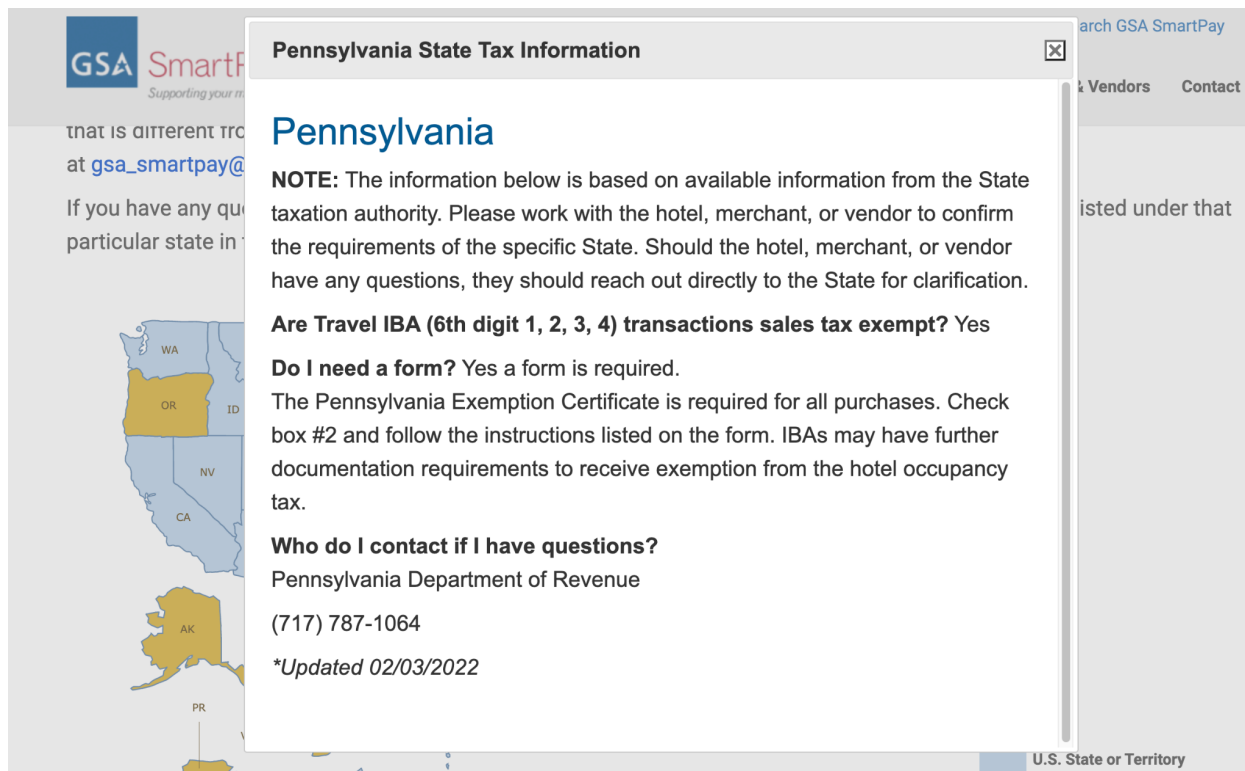 GSA SmartP
Supporting your m
arch GSA SmartPay
& Vendors Contact
Pennsylvania State Tax Information
that is different fro
at gsa_smartpay@
If you have any que
isted under that
particular state in
Pennsylvania
NOTE: The information below is based on available information from the State
taxation authority. Please work with the hotel, merchant, or vendor to confirm
the requirements of the specific State. Should the hotel, merchant, or vendor
have any questions, they should reach out directly to the State for clarification.
Are Travel IBA (6th digit 1, 2, 3, 4) transactions sales tax exempt? Yes
Do I need a form? Yes a form is required.
The Pennsylvania Exemption Certificate is required for all purchases. Check
box #2 and follow the instructions listed on the form. IBAs may have further
documentation requirements to receive exemption from the hotel occupancy
tax.
Who do I contact if I have questions?
Pennsylvania Department of Revenue
(717) 787-1064
*Updated 02/03/2022
WA
OR
ID
NV
CA
AK
PR
U.S. State or Territory